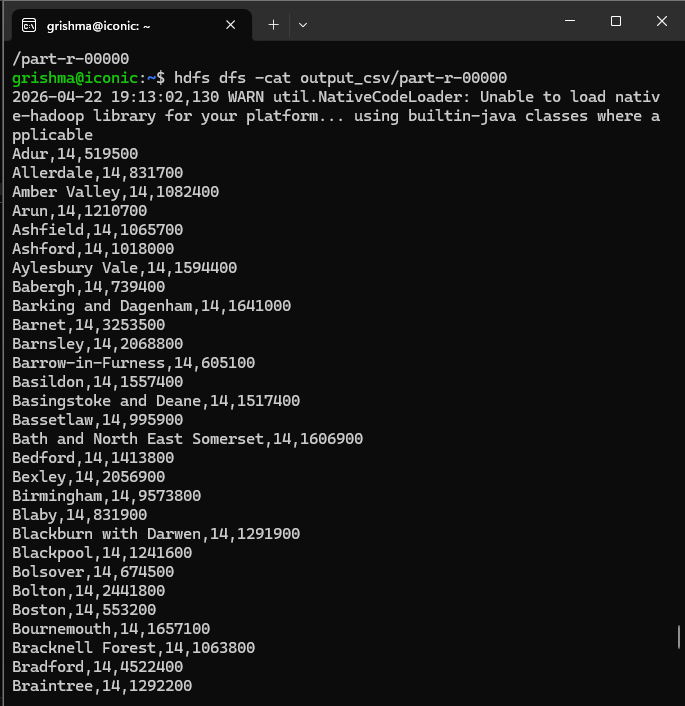 grishma@iconic: ~
/part-r-00000
grishma@iconic:~$ hdfs dfs -cat output_csv/part-r-00000
2026-04-22 19:13:02,130 WARN util.NativeCodeLoader: Unable to load nativ
e-hadoop library for your platform... using builtin-java classes where a
pplicable
Adur,14,519500
Allerdale,14,831700
Amber Valley,14,1082400
Arun,14,1210700
Ashfield,14,1065700
Ashford,14,1018000
Aylesbury Vale,14,1594400
Babergh,14,739400
Barking and Dagenham,14,1641000
Barnet,14,3253500
Barnsley,14,2068800
Barrow-in-Furness,14,605100
Basildon,14,1557400
Basingstoke and Deane,14,1517400
Bassetlaw,14,995900
Bath and North East Somerset,14,1606900
Bedford,14,1413800
Bexley,14,2056900
Birmingham,14,9573800
Blaby,14,831900
Blackburn with Darwen,14,1291900
Blackpool,14,1241600
Bolsover,14,674500
Bolton,14,2441800
Boston,14,553200
Bournemouth,14,1657100
Bracknell Forest,14,1063800
Bradford,14,4522400
Braintree,14,1292200